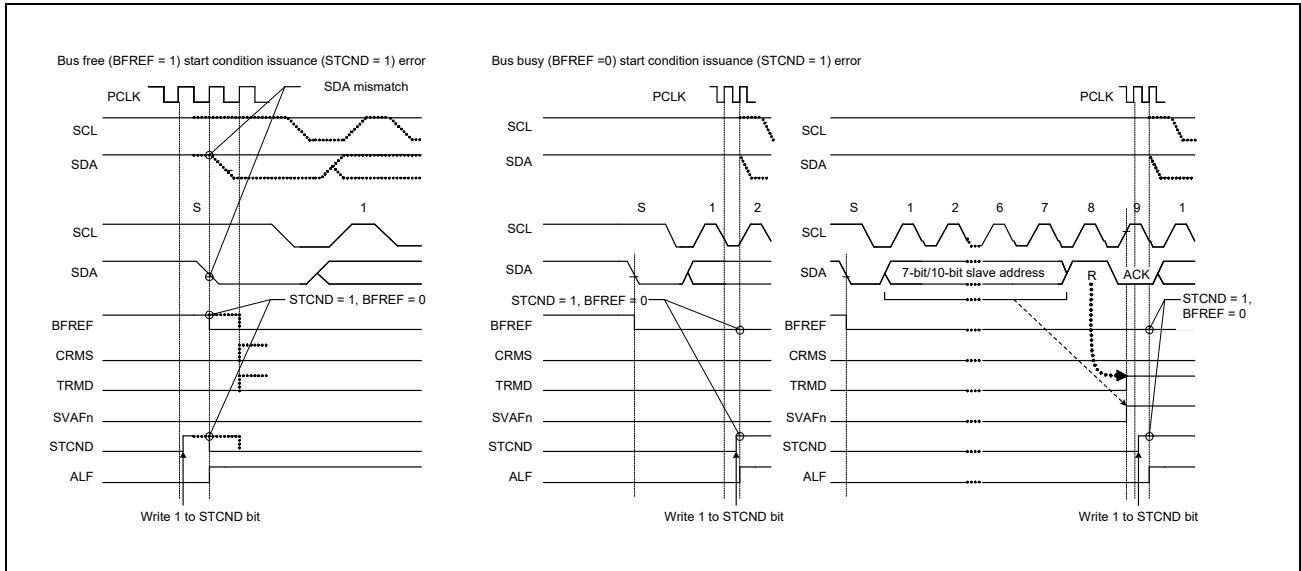 Bus free (BFREF = 1) start condition issuance (STCND = 1) error
PCLK
SDA mismatch
SCL
SDA
S 1
SCL
SDA
STCND = 1, BFREF = 0
BFREF
CRMS
TRMD
SVAFn
STCND
ALF
Write 1 to STCND bit
Bus busy (BFREF =0) start condition issuance (STCND = 1) error
PCLK
SCL
SDA
S 1 2
SCL
SDA
STCND = 1, BFREF = 0
BFREF
CRMS
TRMD
SVAFn
STCND
ALF
Write 1 to STCND bit
PCLK
SCL
SDA
S 1 2 6 7 8 9 1
SCL
SDA
7-bit/10-bit slave address R ACK
STCND = 1,
BFREF = 0
BFREF
CRMS
TRMD
SVAFn
STCND
ALF
Write 1 to STCND bit